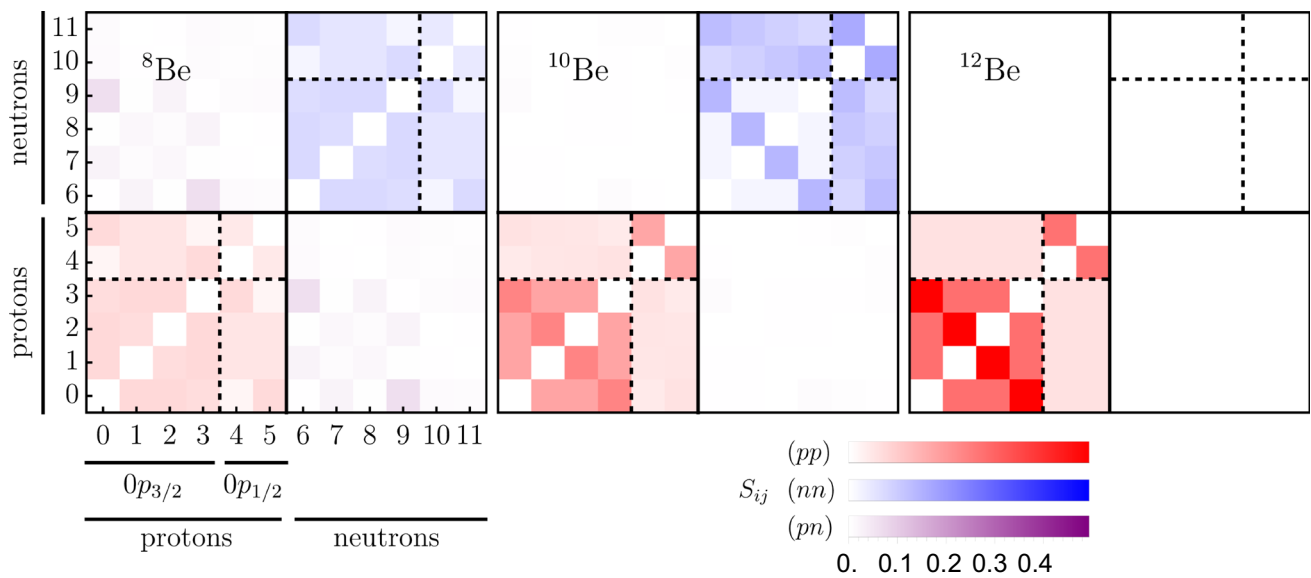 11
10
9
8
7
6
5
4
3
2
1
0
neutrons
protons
⁸Be
¹⁰Be
¹²Be
0 1 2 3 4 5 6 7 8 9 10 11
0p₃/₂ 0p₁/₂
protons neutrons
(pp)
S_ij (nn)
(pn)
0. 0.1 0.2 0.3 0.4